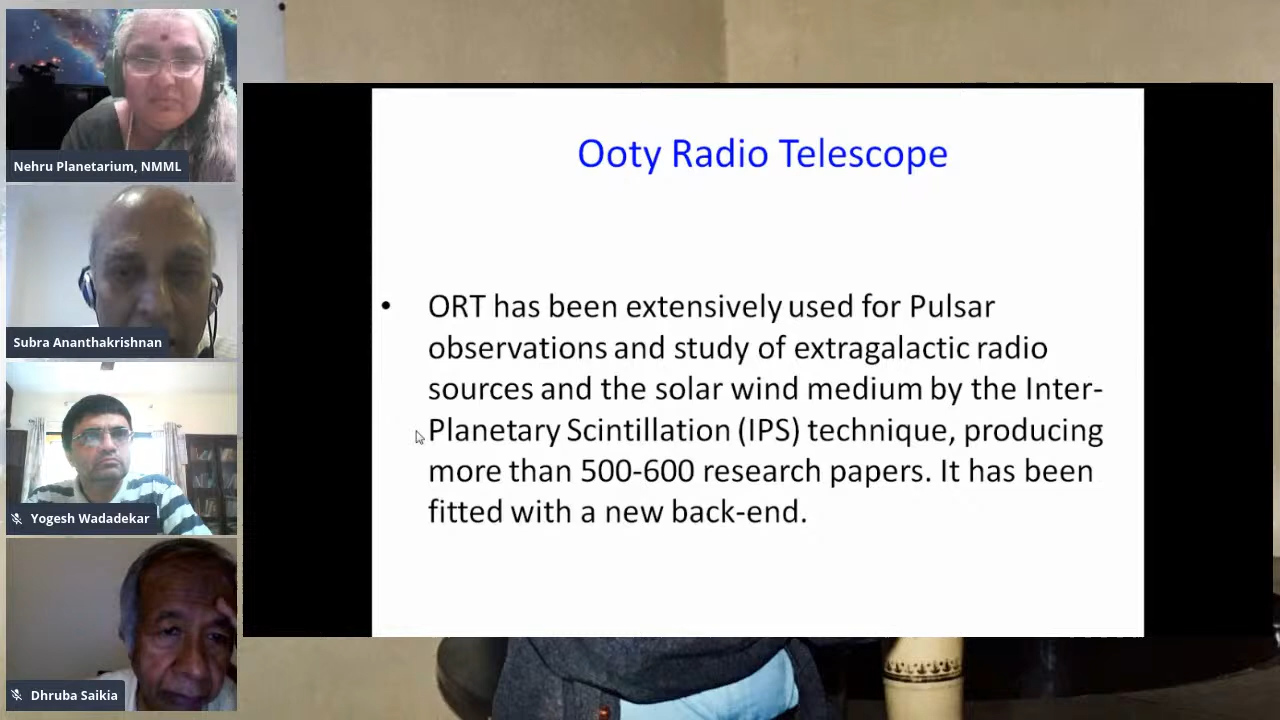 Nehru Planetarium, NMML
Subra Ananthakrishnan
Yogesh Wadadekar
Dhruba Saikia
Ooty Radio Telescope
• ORT has been extensively used for Pulsar
observations and study of extragalactic radio
sources and the solar wind medium by the Inter-
Planetary Scintillation (IPS) technique, producing
more than 500-600 research papers. It has been
fitted with a new back-end.